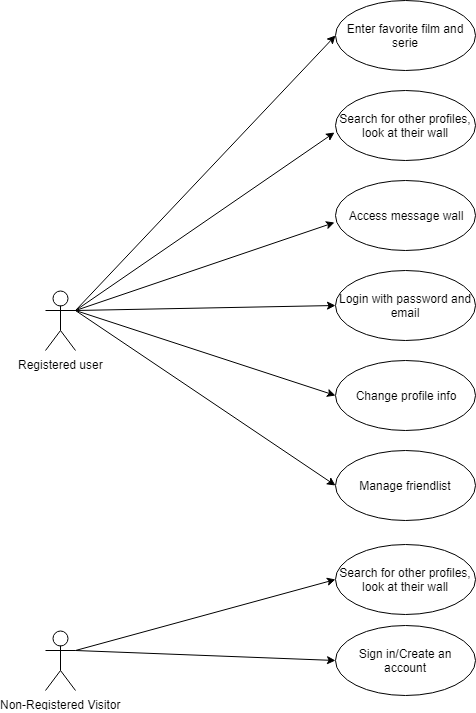 Enter favorite film and
serie
Search for other profiles,
look at their wall
Access message wall
Login with password and
email
Registered user
Change profile info
Manage friendlist
Search for other profiles,
look at their wall
Sign in/Create an
account
Non-Registered Visitor